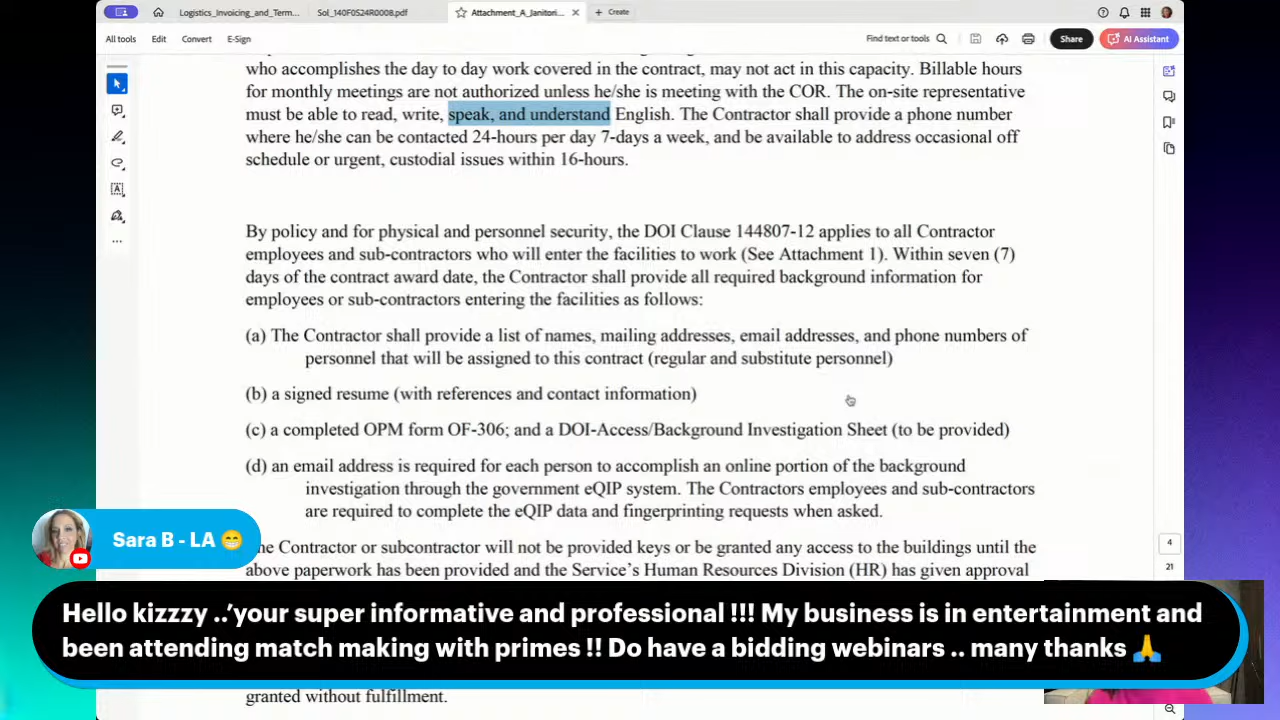 Logistics_Invoicing_and_Term...
Sol_140F0S24R0008.pdf
Attachment_A_Janitori...
Create
All tools
Edit
Convert
E-Sign
Find text or tools
Share
AI Assistant
who accomplishes the day to day work covered in the contract, may not act in this capacity. Billable hours
for monthly meetings are not authorized unless he/she is meeting with the COR. The on-site representative
must be able to read, write, speak, and understand English. The Contractor shall provide a phone number
where he/she can be contacted 24-hours per day 7-days a week, and be available to address occasional off
schedule or urgent, custodial issues within 16-hours.
By policy and for physical and personnel security, the DOI Clause 144807-12 applies to all Contractor
employees and sub-contractors who will enter the facilities to work (See Attachment 1). Within seven (7)
days of the contract award date, the Contractor shall provide all required background information for
employees or sub-contractors entering the facilities as follows:
(a) The Contractor shall provide a list of names, mailing addresses, email addresses, and phone numbers of
personnel that will be assigned to this contract (regular and substitute personnel)
(b) a signed resume (with references and contact information)
(c) a completed OPM form OF-306; and a DOI-Access/Background Investigation Sheet (to be provided)
(d) an email address is required for each person to accomplish an online portion of the background
investigation through the government eQIP system. The Contractors employees and sub-contractors
are required to complete the eQIP data and fingerprinting requests when asked.
Contractor or subcontractor will not be provided keys or be granted any access to the buildings until the
above paperwork has been provided and the Service's Human Resources Division (HR) has given approval
4
21
Sara B - LA 😁
Hello kizzzy ..’your super informative and professional !!! My business is in entertainment and
been attending match making with primes !! Do have a bidding webinars .. many thanks 🙏
granted without fulfillment.